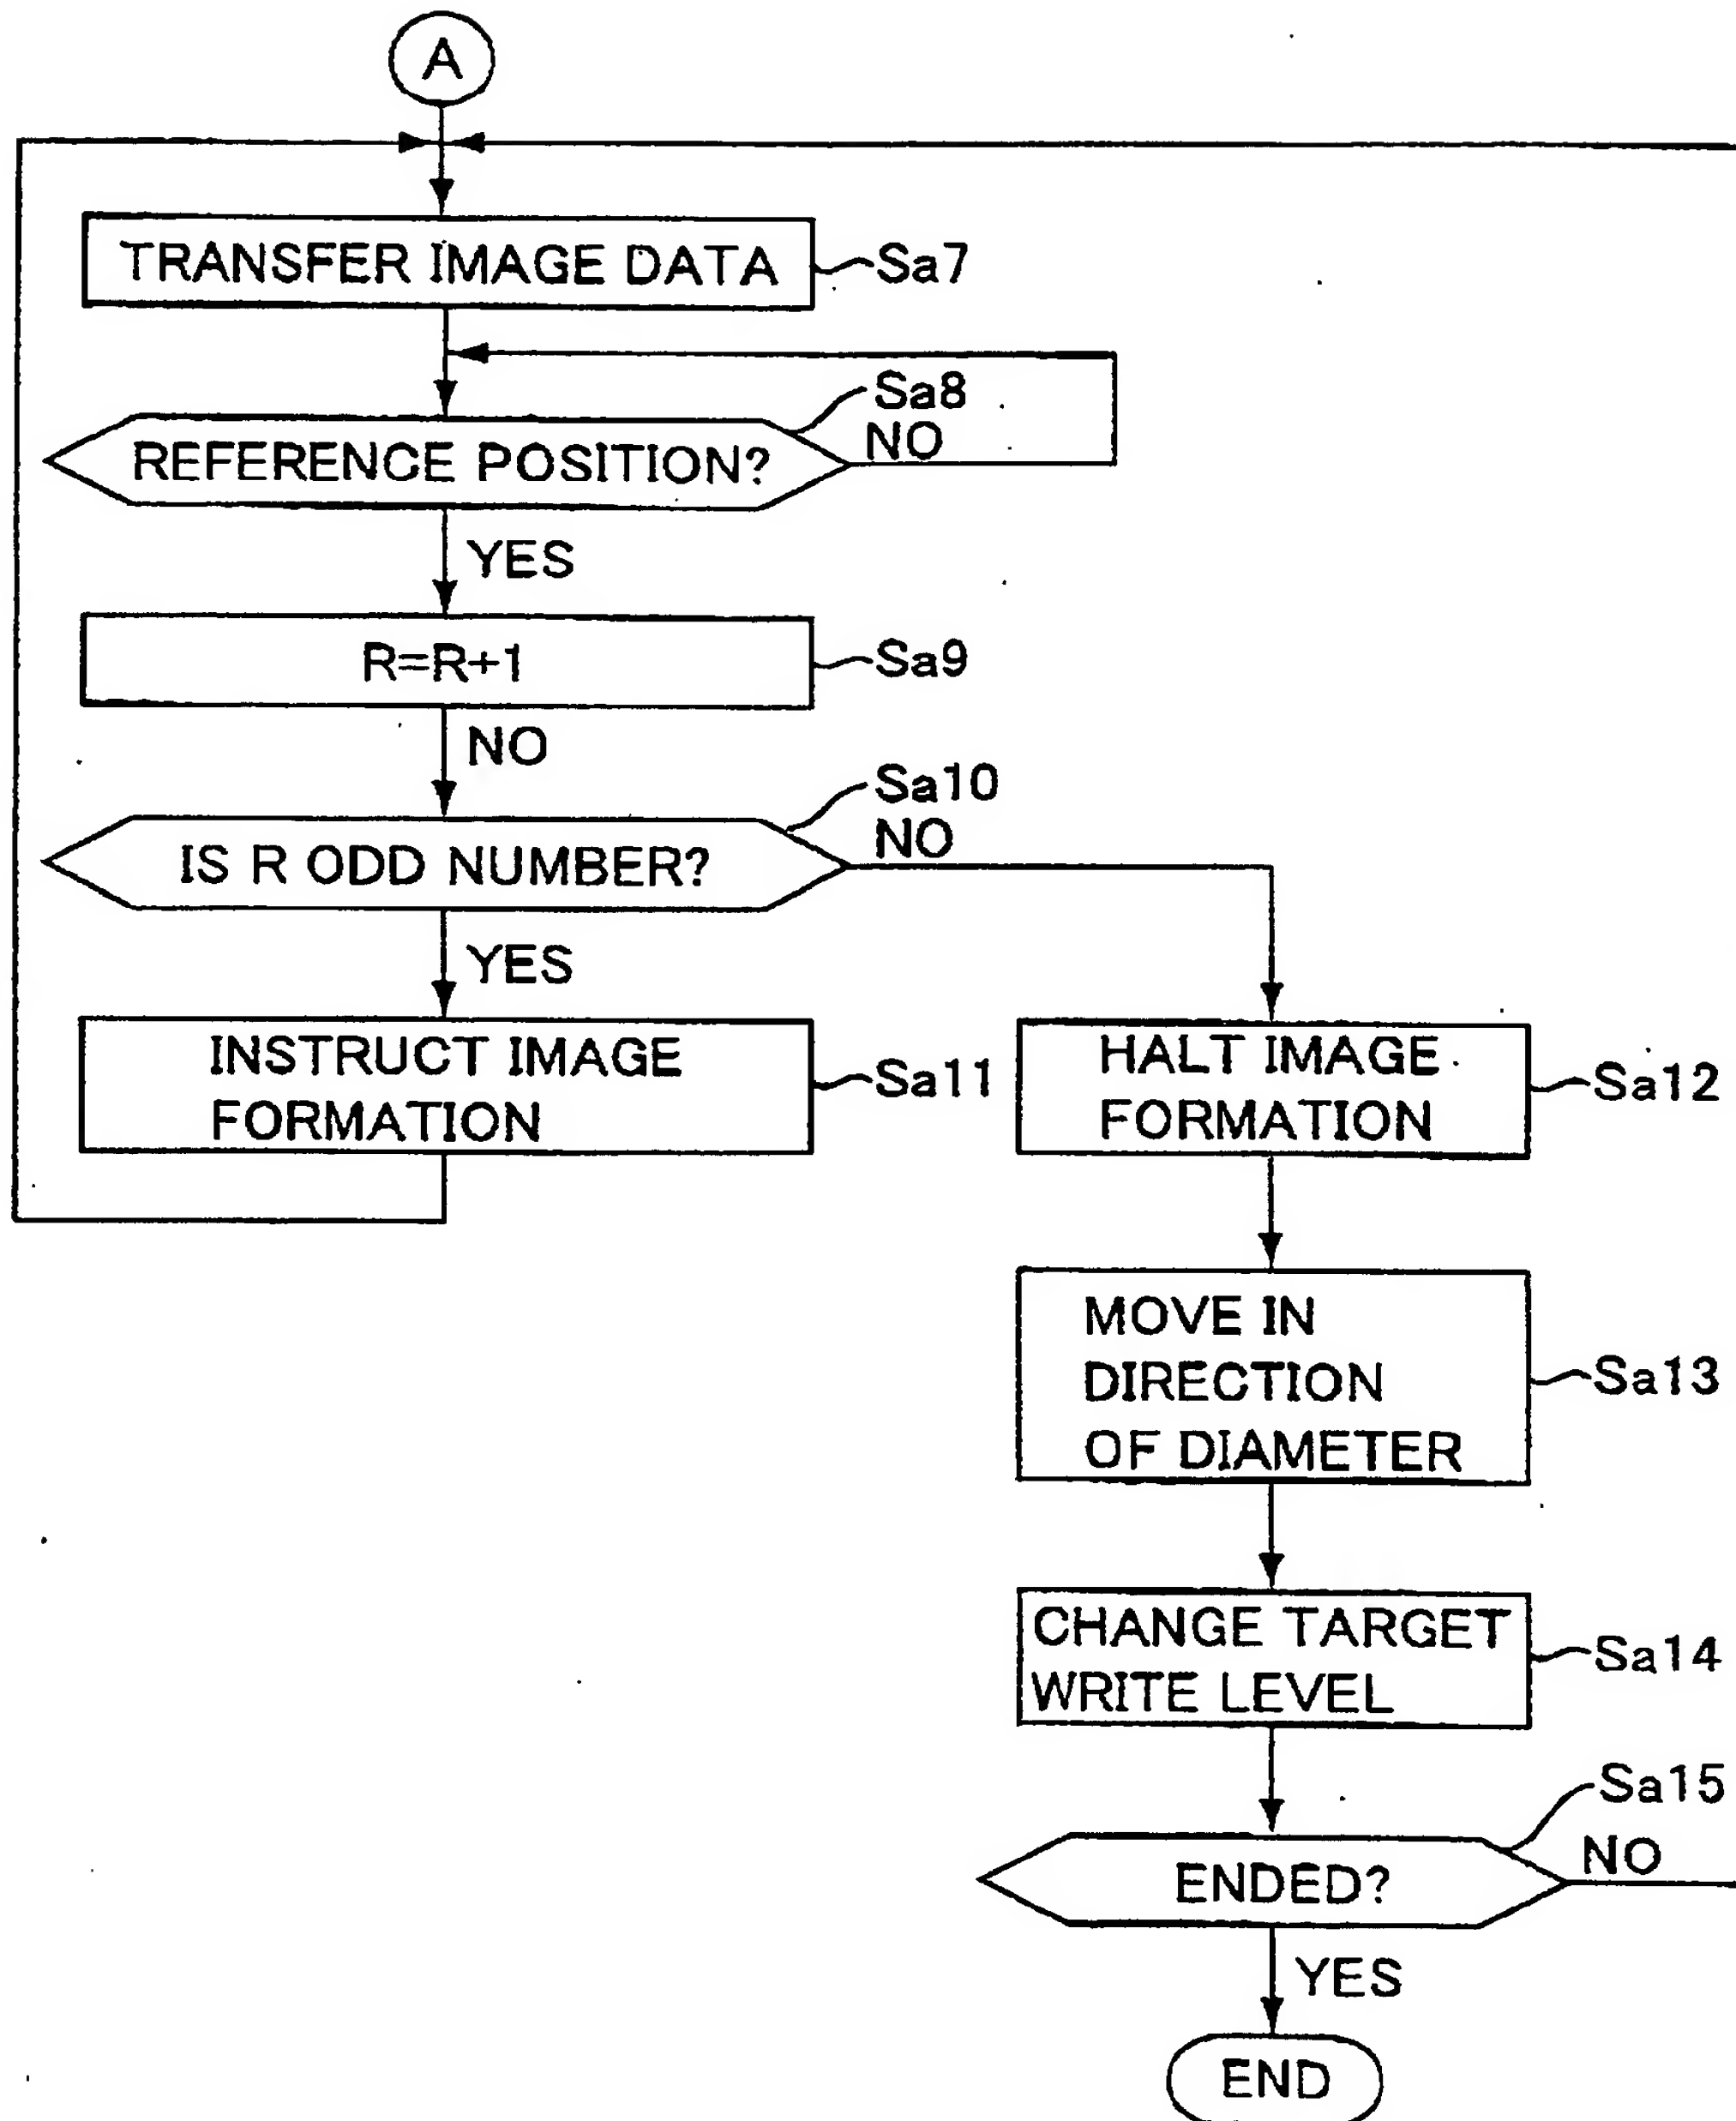 A
TRANSFER IMAGE DATA
Sa7
Sa8
NO
REFERENCE POSITION?
YES
R=R+1
Sa9
NO
Sa10
NO
IS R ODD NUMBER?
YES
INSTRUCT IMAGE
FORMATION
Sa11
HALT IMAGE
FORMATION
Sa12
MOVE IN
DIRECTION
OF DIAMETER
Sa13
CHANGE TARGET
WRITE LEVEL
Sa14
Sa15
NO
ENDED?
YES
END